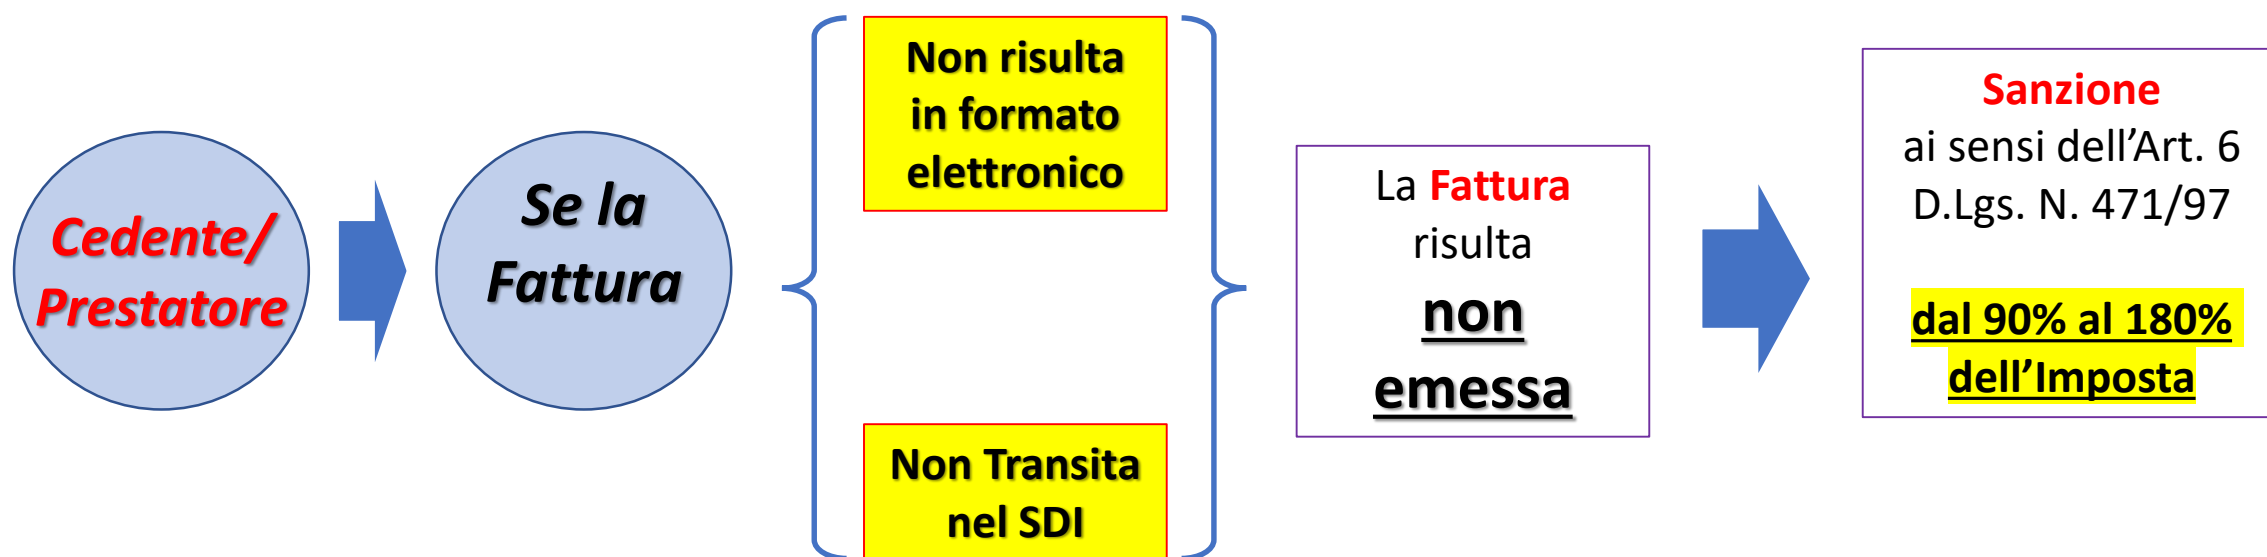 Cedente/
Prestatore
Se la
Fattura
Non risulta
in formato
elettronico
Non Transita
nel SDI
La Fattura
risulta
non
emessa
Sanzione
ai sensi dell’Art. 6
D.Lgs. N. 471/97
dal 90% al 180%
dell’Imposta